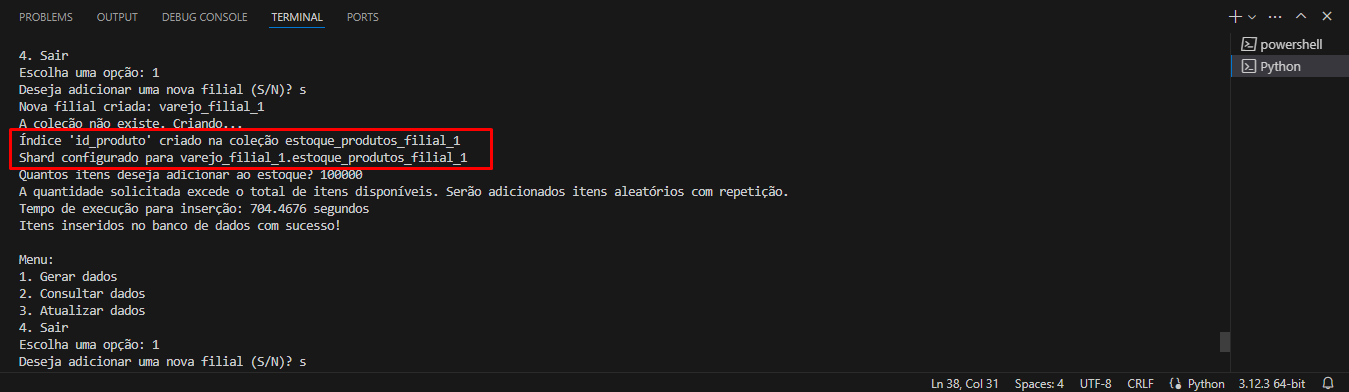 PROBLEMS OUTPUT DEBUG CONSOLE TERMINAL PORTS
powershell
Python
4. Sair
Escolha uma opção: 1
Deseja adicionar uma nova filial (S/N)? s
Nova filial criada: varejo_filial_1
A coleção não existe. Criando...
Índice 'id_produto' criado na coleção estoque_produtos_filial_1
Shard configurado para varejo_filial_1.estoque_produtos_filial_1
Quantos itens deseja adicionar ao estoque? 100000
A quantidade solicitada excede o total de itens disponíveis. Serão adicionados itens aleatórios com repetição.
Tempo de execução para inserção: 704.4676 segundos
Itens inseridos no banco de dados com sucesso!
Menu:
1. Gerar dados
2. Consultar dados
3. Atualizar dados
4. Sair
Escolha uma opção: 1
Deseja adicionar uma nova filial (S/N)? s
Ln 38, Col 31 Spaces: 4 UTF-8 CRLF Python 3.12.3 64-bit